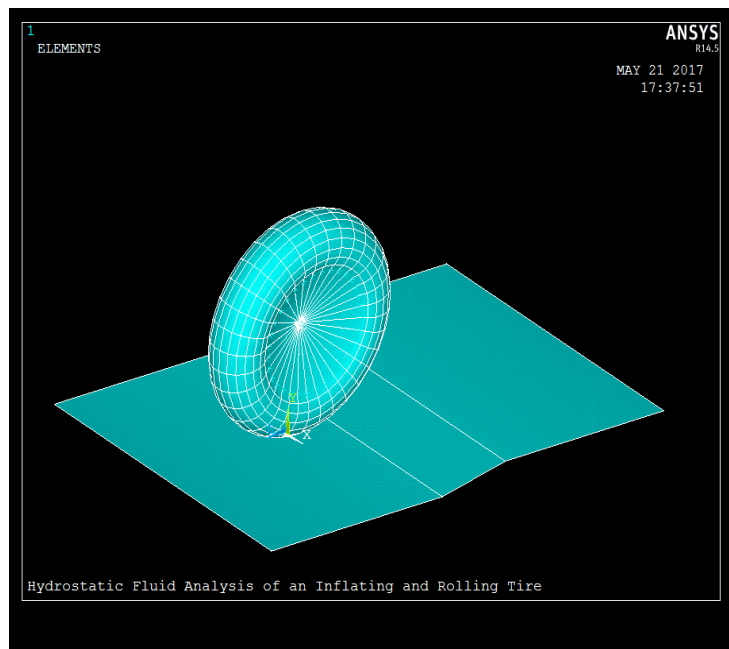 1
ELEMENTS
ANSYS
R14.5
MAY 21 2017
17:37:51
Y
X
Hydrostatic Fluid Analysis of an Inflating and Rolling Tire